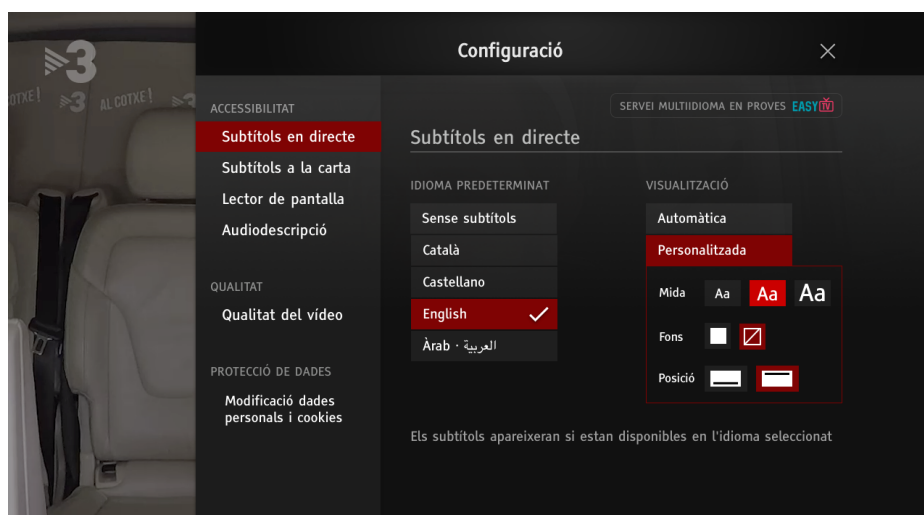 3
OTXE! 3 AL COTXE! 3
Configuració
ACCESSIBILITAT
Subtítols en directe
Subtítols a la carta
Lector de pantalla
Audiodescripció
QUALITAT
Qualitat del vídeo
PROTECCIÓ DE DADES
Modificació dades
personals i cookies
SERVEI MULTIIDIOMA EN PROVES EASYTV
Subtítols en directe
IDIOMA PREDETERMINAT
Sense subtítols
Català
Castellano
English
Àrab · العربية
VISUALITZACIÓ
Automàtica
Personalitzada
Mida Aa Aa Aa
Fons
Posició
Els subtítols apareixeran si estan disponibles en l'idioma seleccionat